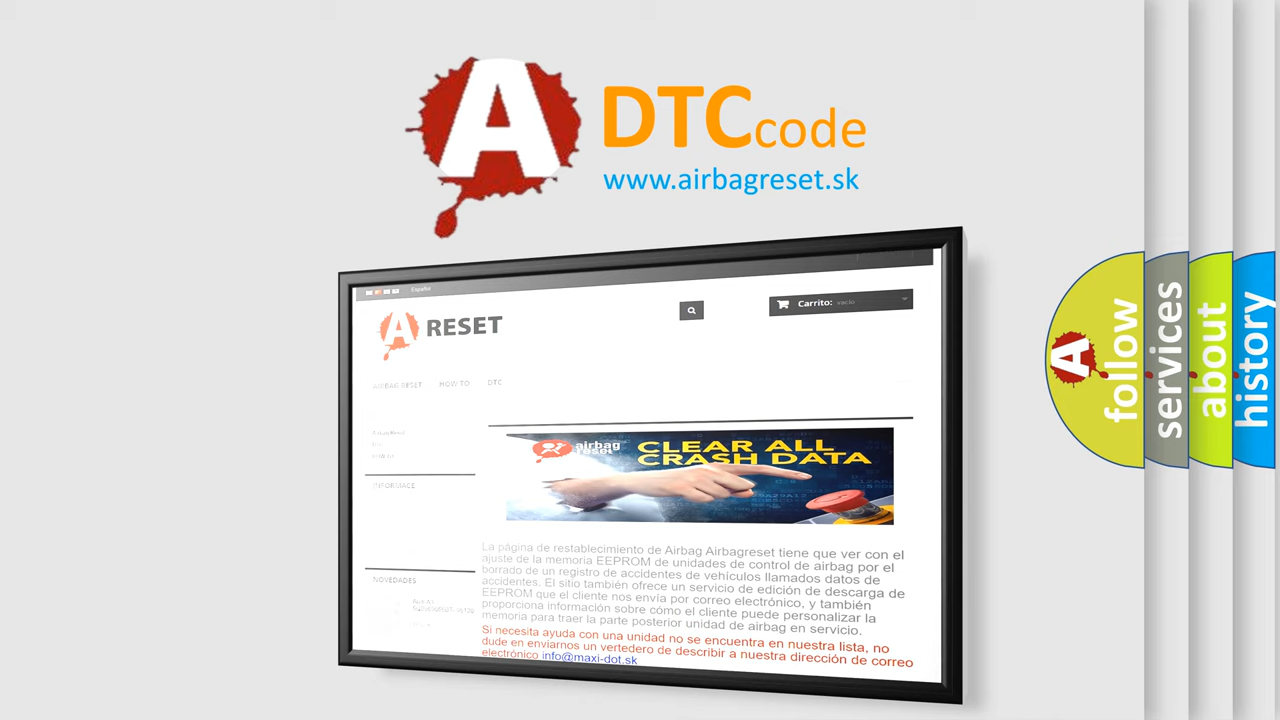 A DTCcode
www.airbagreset.sk
Español
A RESET
Carrito: vacío
AIRBAG RESET HOW TO DTC
INFORMACE
NOVEDADES
airbag
reset
CLEAR ALL
CRASH DATA
La página de restablecimiento de Airbag Airbagreset tiene que ver con el
ajuste de la memoria EEPROM de unidades de control de airbag por el
borrado de un registro de accidentes de vehículos llamados datos de
accidentes. El sitio también ofrece un servicio de edición de descarga de
EEPROM que el cliente nos envía por correo electrónico, y también
proporciona información sobre cómo el cliente puede personalizar la
memoria para traer la parte posterior unidad de airbag en servicio.
Si necesita ayuda con una unidad no se encuentra en nuestra lista, no
dude en enviarnos un vertedero de describir a nuestra dirección de correo
electrónico info@maxi-dot.sk
A follow
services
about
history